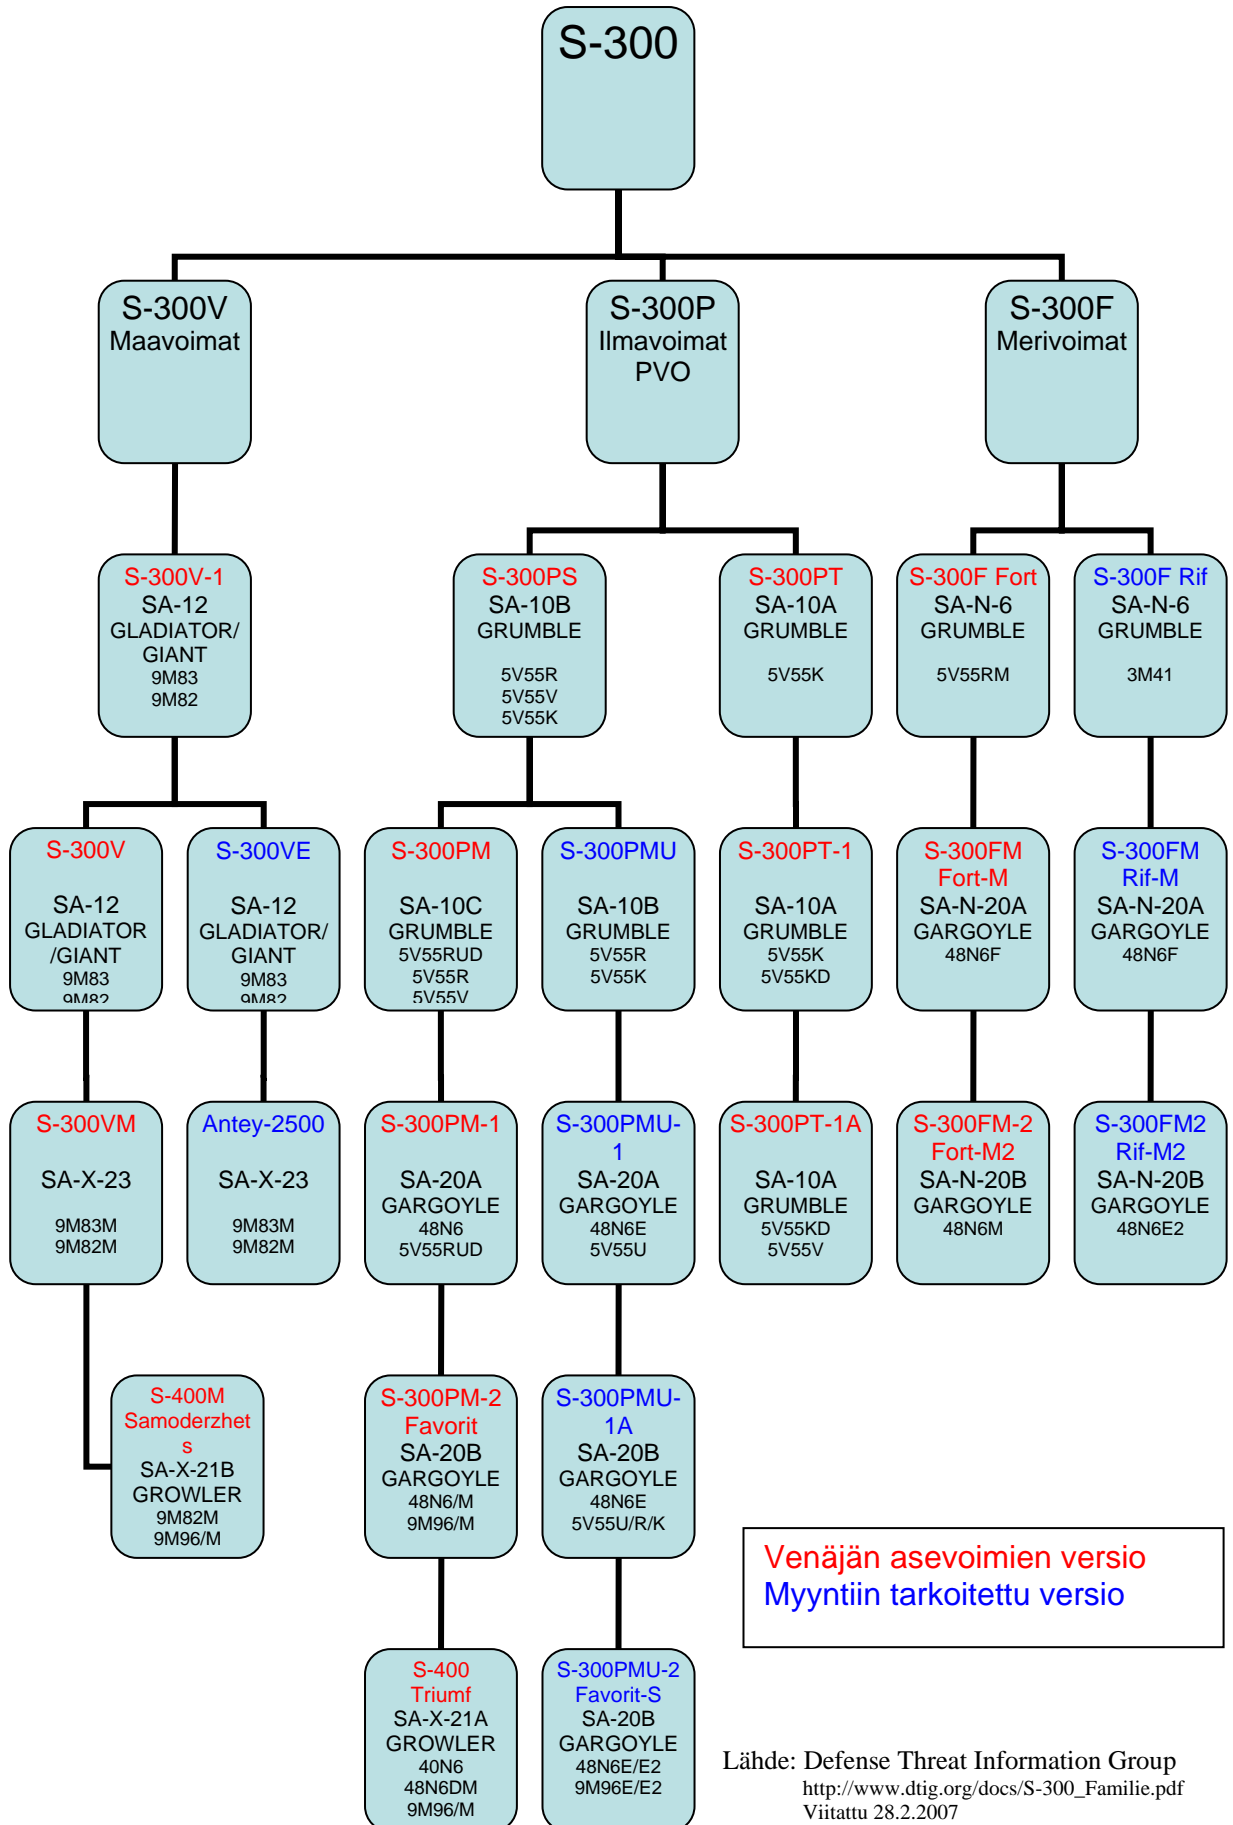 S-300
S-300V
Maavoimat
S-300P
Ilmavoimat
PVO
S-300F
Merivoimat
S-300V-1
SA-12
GLADIATOR/
GIANT
9M83
9M82
S-300PS
SA-10B
GRUMBLE
5V55R
5V55V
5V55K
S-300PT
SA-10A
GRUMBLE
5V55K
S-300F Fort
SA-N-6
GRUMBLE
5V55RM
S-300F Rif
SA-N-6
GRUMBLE
3M41
S-300V
SA-12
GLADIATOR
/GIANT
9M83
9M82
S-300VE
SA-12
GLADIATOR/
GIANT
9M83
9M82
S-300PM
SA-10C
GRUMBLE
5V55RUD
5V55R
5V55V
S-300PMU
SA-10B
GRUMBLE
5V55R
5V55K
S-300PT-1
SA-10A
GRUMBLE
5V55K
5V55KD
S-300FM
Fort-M
SA-N-20A
GARGOYLE
48N6F
S-300FM
Rif-M
SA-N-20A
GARGOYLE
48N6F
S-300VM
SA-X-23
9M83M
9M82M
Antey-2500
SA-X-23
9M83M
9M82M
S-300PM-1
SA-20A
GARGOYLE
48N6
5V55RUD
S-300PMU-
1
SA-20A
GARGOYLE
48N6E
5V55U
S-300PT-1A
SA-10A
GRUMBLE
5V55KD
5V55V
S-300FM-2
Fort-M2
SA-N-20B
GARGOYLE
48N6M
S-300FM2
Rif-M2
SA-N-20B
GARGOYLE
48N6E2
S-400M
Samoderzhet
s
SA-X-21B
GROWLER
9M82M
9M96/M
S-300PM-2
Favorit
SA-20B
GARGOYLE
48N6/M
9M96/M
S-300PMU-
1A
SA-20B
GARGOYLE
48N6E
5V55U/R/K
Venäjän asevoimien versio
Myyntiin tarkoitettu versio
S-400
Triumf
SA-X-21A
GROWLER
40N6
48N6DM
9M96/M
S-300PMU-2
Favorit-S
SA-20B
GARGOYLE
48N6E/E2
9M96E/E2
Lähde: Defense Threat Information Group
http://www.dtig.org/docs/S-300_Familie.pdf
Viitattu 28.2.2007